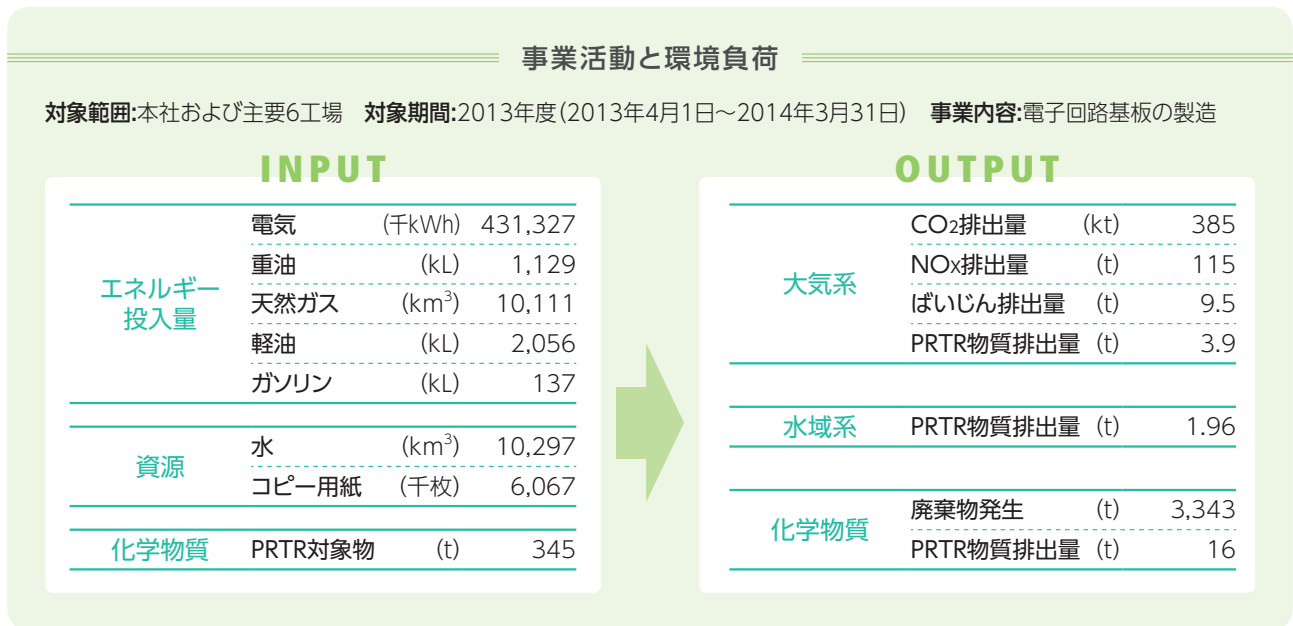 事業活動と環境負荷
対象範囲:本社および主要6工場 対象期間:2013年度(2013年4月1日～2014年3月31日) 事業内容:電子回路基板の製造
INPUT
エネルギー
投入量
電気 (千kWh) 431,327
重油 (kL) 1,129
天然ガス (km³) 10,111
軽油 (kL) 2,056
ガソリン (kL) 137
資源
水 (km³) 10,297
コピー用紙 (千枚) 6,067
化学物質 PRTR対象物 (t) 345
OUTPUT
大気系
CO₂排出量 (kt) 385
NOx排出量 (t) 115
ばいじん排出量 (t) 9.5
PRTR物質排出量 (t) 3.9
水域系 PRTR物質排出量 (t) 1.96
化学物質
廃棄物発生 (t) 3,343
PRTR物質排出量 (t) 16